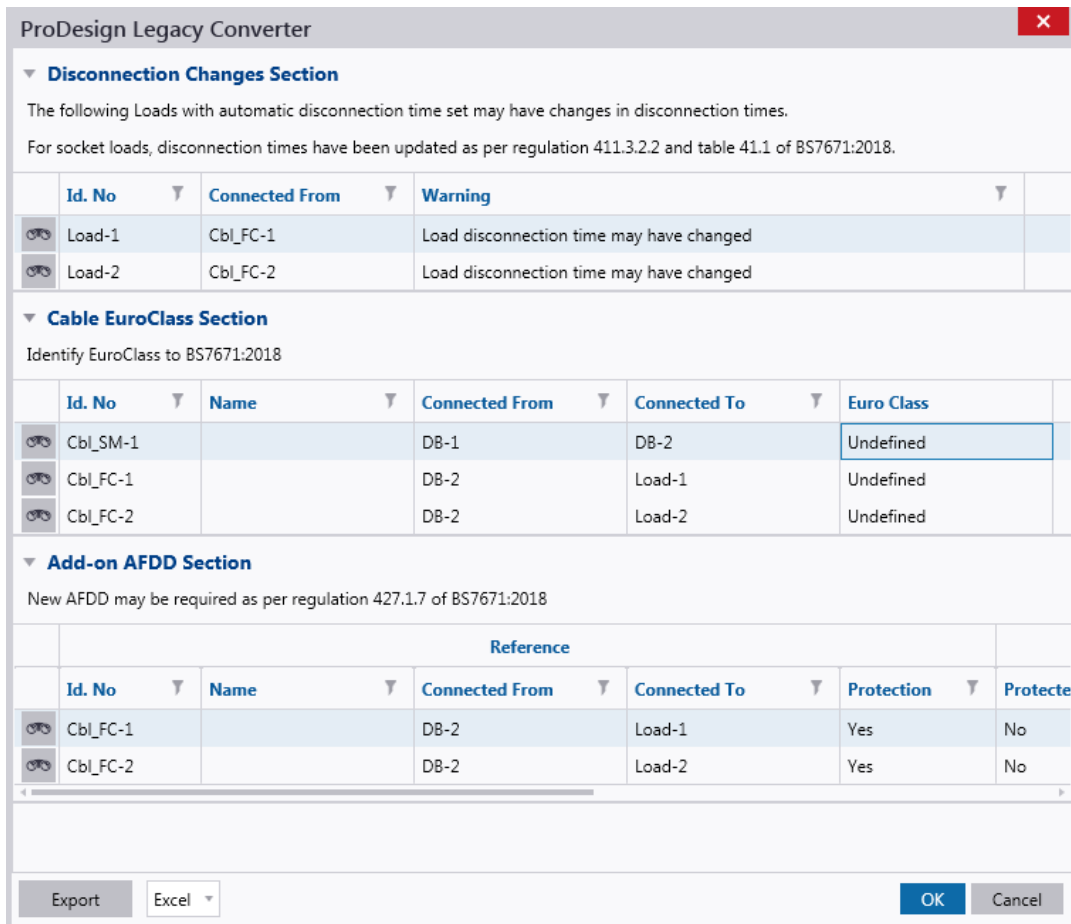 ProDesign Legacy Converter
Disconnection Changes Section
The following Loads with automatic disconnection time set may have changes in disconnection times.
For socket loads, disconnection times have been updated as per regulation 411.3.2.2 and table 41.1 of BS7671:2018.
Id. No Connected From Warning
Load-1 Cbl_FC-1 Load disconnection time may have changed
Load-2 Cbl_FC-2 Load disconnection time may have changed
Cable EuroClass Section
Identify EuroClass to BS7671:2018
Id. No Name Connected From Connected To Euro Class
Cbl_SM-1 DB-1 DB-2 Undefined
Cbl_FC-1 DB-2 Load-1 Undefined
Cbl_FC-2 DB-2 Load-2 Undefined
Add-on AFDD Section
New AFDD may be required as per regulation 427.1.7 of BS7671:2018
Reference
Id. No Name Connected From Connected To Protection Protecte
Cbl_FC-1 DB-2 Load-1 Yes No
Cbl_FC-2 DB-2 Load-2 Yes No
Export Excel OK Cancel